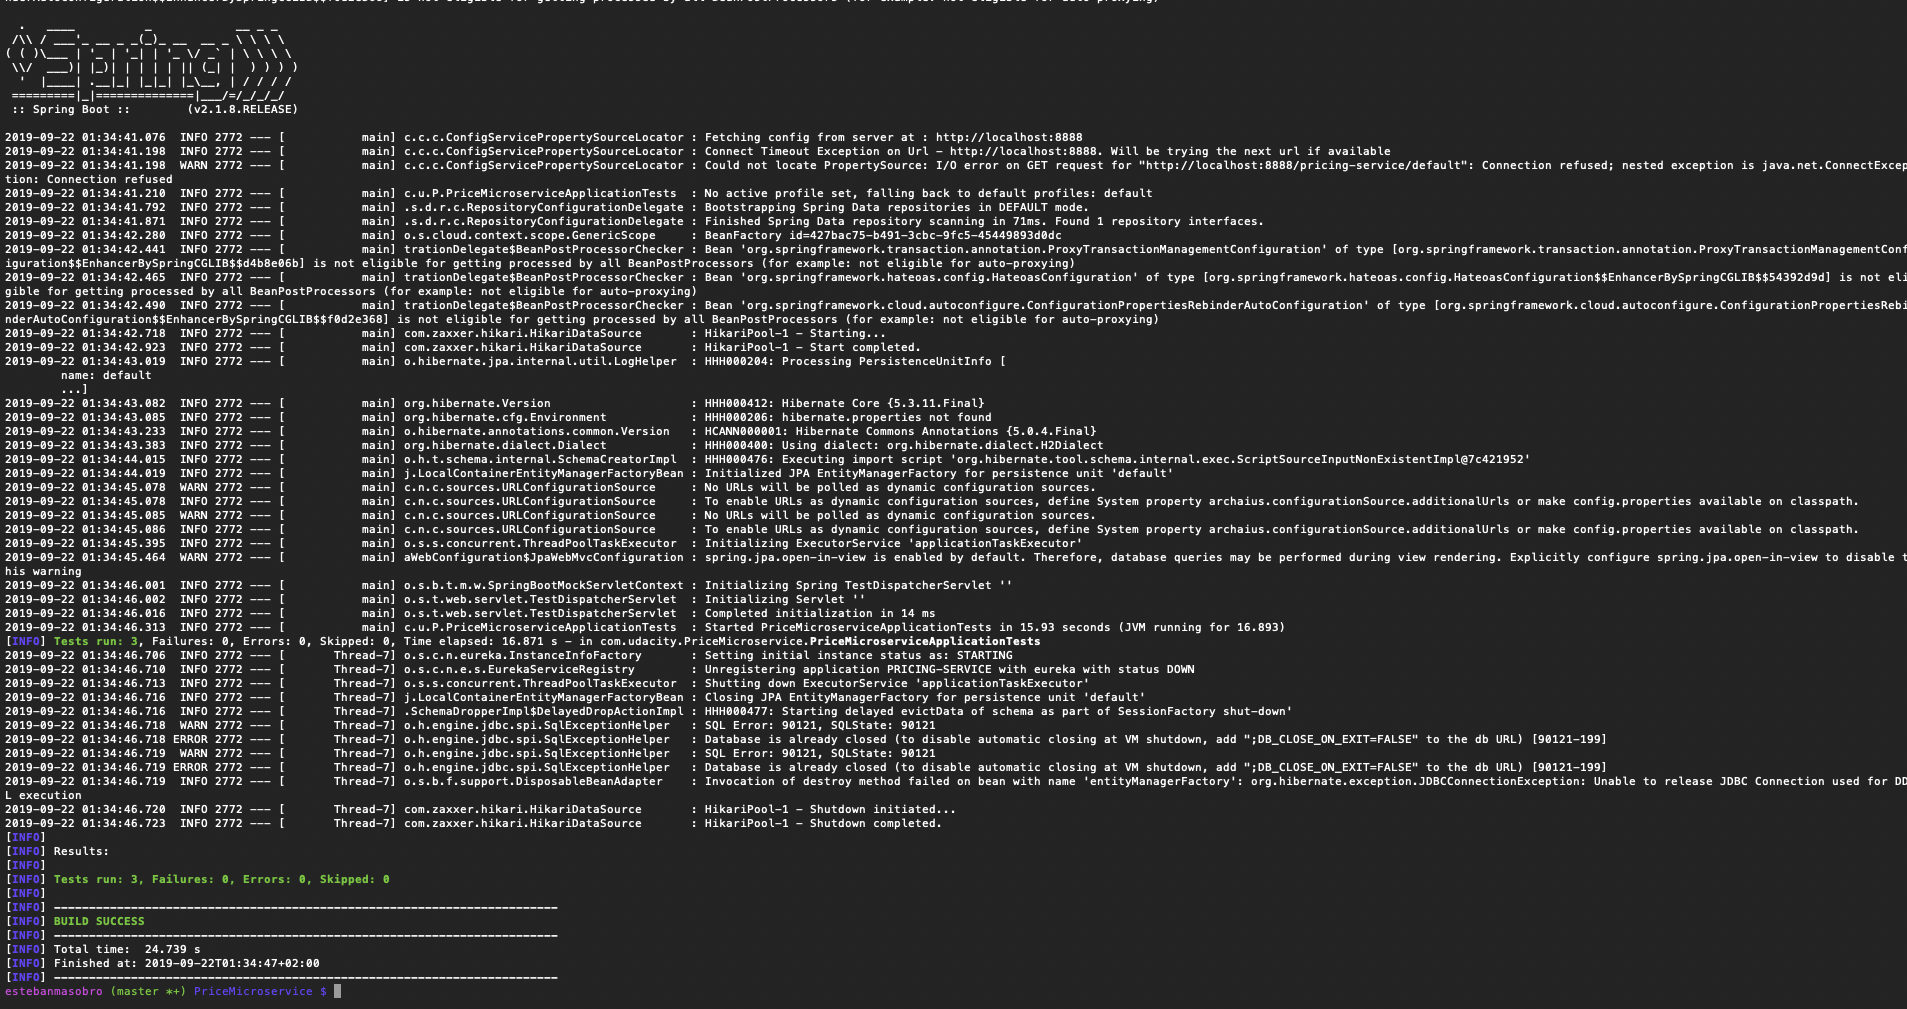 nderAutoConfiguration$$EnhancerBySpringCGLIB$$f0d2e368] is not eligible for getting processed by all BeanPostProcessors (for example: not eligible for auto-proxying)
  .   ____          _            __ _ _
 /\\ / ___'_ __ _ _(_)_ __  __ _ \ \ \ \
( ( )\___ | '_ | '_| | '_ \/ _` | \ \ \ \
 \\/  ___)| |_)| | | | | || (_| |  ) ) ) )
  '  |____| .__|_| |_|_| |_\__, | / / / /
 =========|_|==============|___/=/_/_/_/
 :: Spring Boot ::        (v2.1.8.RELEASE)
2019-09-22 01:34:41.076  INFO 2772 --- [           main] c.c.c.ConfigServicePropertySourceLocator : Fetching config from server at : http://localhost:8888
2019-09-22 01:34:41.198  INFO 2772 --- [           main] c.c.c.ConfigServicePropertySourceLocator : Connect Timeout Exception on Url - http://localhost:8888. Will be trying the next url if available
2019-09-22 01:34:41.198  WARN 2772 --- [           main] c.c.c.ConfigServicePropertySourceLocator : Could not locate PropertySource: I/O error on GET request for "http://localhost:8888/pricing-service/default": Connection refused; nested exception is java.net.ConnectExcep
tion: Connection refused
2019-09-22 01:34:41.210  INFO 2772 --- [           main] c.u.P.PriceMicroserviceApplicationTests  : No active profile set, falling back to default profiles: default
2019-09-22 01:34:41.792  INFO 2772 --- [           main] .s.d.r.c.RepositoryConfigurationDelegate : Bootstrapping Spring Data repositories in DEFAULT mode.
2019-09-22 01:34:41.871  INFO 2772 --- [           main] .s.d.r.c.RepositoryConfigurationDelegate : Finished Spring Data repository scanning in 71ms. Found 1 repository interfaces.
2019-09-22 01:34:42.280  INFO 2772 --- [           main] o.s.cloud.context.scope.GenericScope     : BeanFactory id=427bac75-b491-3cbc-9fc5-45449893d0dc
2019-09-22 01:34:42.441  INFO 2772 --- [           main] trationDelegate$BeanPostProcessorChecker : Bean 'org.springframework.transaction.annotation.ProxyTransactionManagementConfiguration' of type [org.springframework.transaction.annotation.ProxyTransactionManagementConf
iguration$$EnhancerBySpringCGLIB$$d4b8e06b] is not eligible for getting processed by all BeanPostProcessors (for example: not eligible for auto-proxying)
2019-09-22 01:34:42.465  INFO 2772 --- [           main] trationDelegate$BeanPostProcessorChecker : Bean 'org.springframework.hateoas.config.HateoasConfiguration' of type [org.springframework.hateoas.config.HateoasConfiguration$$EnhancerBySpringCGLIB$$54392d9d] is not eli
gible for getting processed by all BeanPostProcessors (for example: not eligible for auto-proxying)
2019-09-22 01:34:42.490  INFO 2772 --- [           main] trationDelegate$BeanPostProcessorChecker : Bean 'org.springframework.cloud.autoconfigure.ConfigurationPropertiesRebinderAutoConfiguration' of type [org.springframework.cloud.autoconfigure.ConfigurationPropertiesRebi
nderAutoConfiguration$$EnhancerBySpringCGLIB$$f0d2e368] is not eligible for getting processed by all BeanPostProcessors (for example: not eligible for auto-proxying)
2019-09-22 01:34:42.718  INFO 2772 --- [           main] com.zaxxer.hikari.HikariDataSource       : HikariPool-1 - Starting...
2019-09-22 01:34:42.923  INFO 2772 --- [           main] com.zaxxer.hikari.HikariDataSource       : HikariPool-1 - Start completed.
2019-09-22 01:34:43.019  INFO 2772 --- [           main] o.hibernate.jpa.internal.util.LogHelper  : HHH000204: Processing PersistenceUnitInfo [
        name: default
        ...]
2019-09-22 01:34:43.082  INFO 2772 --- [           main] org.hibernate.Version                    : HHH000412: Hibernate Core {5.3.11.Final}
2019-09-22 01:34:43.085  INFO 2772 --- [           main] org.hibernate.cfg.Environment            : HHH000206: hibernate.properties not found
2019-09-22 01:34:43.233  INFO 2772 --- [           main] o.hibernate.annotations.common.Version   : HCANN000001: Hibernate Commons Annotations {5.0.4.Final}
2019-09-22 01:34:43.383  INFO 2772 --- [           main] org.hibernate.dialect.Dialect            : HHH000400: Using dialect: org.hibernate.dialect.H2Dialect
2019-09-22 01:34:44.015  INFO 2772 --- [           main] o.h.t.schema.internal.SchemaCreatorImpl  : HHH000476: Executing import script 'org.hibernate.tool.schema.internal.exec.ScriptSourceInputNonExistentImpl@7c421952'
2019-09-22 01:34:44.019  INFO 2772 --- [           main] j.LocalContainerEntityManagerFactoryBean : Initialized JPA EntityManagerFactory for persistence unit 'default'
2019-09-22 01:34:45.078  WARN 2772 --- [           main] c.n.c.sources.URLConfigurationSource     : No URLs will be polled as dynamic configuration sources.
2019-09-22 01:34:45.078  INFO 2772 --- [           main] c.n.c.sources.URLConfigurationSource     : To enable URLs as dynamic configuration sources, define System property archaius.configurationSource.additionalUrls or make config.properties available on classpath.
2019-09-22 01:34:45.085  WARN 2772 --- [           main] c.n.c.sources.URLConfigurationSource     : No URLs will be polled as dynamic configuration sources.
2019-09-22 01:34:45.086  INFO 2772 --- [           main] c.n.c.sources.URLConfigurationSource     : To enable URLs as dynamic configuration sources, define System property archaius.configurationSource.additionalUrls or make config.properties available on classpath.
2019-09-22 01:34:45.395  INFO 2772 --- [           main] o.s.s.concurrent.ThreadPoolTaskExecutor  : Initializing ExecutorService 'applicationTaskExecutor'
2019-09-22 01:34:45.464  WARN 2772 --- [           main] aWebConfiguration$JpaWebMvcConfiguration : spring.jpa.open-in-view is enabled by default. Therefore, database queries may be performed during view rendering. Explicitly configure spring.jpa.open-in-view to disable t
his warning
2019-09-22 01:34:46.001  INFO 2772 --- [           main] o.s.b.t.m.w.SpringBootMockServletContext : Initializing Spring TestDispatcherServlet ''
2019-09-22 01:34:46.002  INFO 2772 --- [           main] o.s.t.web.servlet.TestDispatcherServlet  : Initializing Servlet ''
2019-09-22 01:34:46.016  INFO 2772 --- [           main] o.s.t.web.servlet.TestDispatcherServlet  : Completed initialization in 14 ms
2019-09-22 01:34:46.313  INFO 2772 --- [           main] c.u.P.PriceMicroserviceApplicationTests  : Started PriceMicroserviceApplicationTests in 15.93 seconds (JVM running for 16.893)
[INFO] Tests run: 3, Failures: 0, Errors: 0, Skipped: 0, Time elapsed: 16.871 s - in com.udacity.PriceMicroservice.PriceMicroserviceApplicationTests
2019-09-22 01:34:46.706  INFO 2772 --- [       Thread-7] o.s.c.n.eureka.InstanceInfoFactory       : Setting initial instance status as: STARTING
2019-09-22 01:34:46.710  INFO 2772 --- [       Thread-7] o.s.c.n.e.s.EurekaServiceRegistry        : Unregistering application PRICING-SERVICE with eureka with status DOWN
2019-09-22 01:34:46.713  INFO 2772 --- [       Thread-7] o.s.s.concurrent.ThreadPoolTaskExecutor  : Shutting down ExecutorService 'applicationTaskExecutor'
2019-09-22 01:34:46.716  INFO 2772 --- [       Thread-7] j.LocalContainerEntityManagerFactoryBean : Closing JPA EntityManagerFactory for persistence unit 'default'
2019-09-22 01:34:46.716  INFO 2772 --- [       Thread-7] .SchemaDropperImpl$DelayedDropActionImpl : HHH000477: Starting delayed evictData of schema as part of SessionFactory shut-down'
2019-09-22 01:34:46.718  WARN 2772 --- [       Thread-7] o.h.engine.jdbc.spi.SqlExceptionHelper   : SQL Error: 90121, SQLState: 90121
2019-09-22 01:34:46.718 ERROR 2772 --- [       Thread-7] o.h.engine.jdbc.spi.SqlExceptionHelper   : Database is already closed (to disable automatic closing at VM shutdown, add ";DB_CLOSE_ON_EXIT=FALSE" to the db URL) [90121-199]
2019-09-22 01:34:46.719  WARN 2772 --- [       Thread-7] o.h.engine.jdbc.spi.SqlExceptionHelper   : SQL Error: 90121, SQLState: 90121
2019-09-22 01:34:46.719 ERROR 2772 --- [       Thread-7] o.h.engine.jdbc.spi.SqlExceptionHelper   : Database is already closed (to disable automatic closing at VM shutdown, add ";DB_CLOSE_ON_EXIT=FALSE" to the db URL) [90121-199]
2019-09-22 01:34:46.719  INFO 2772 --- [       Thread-7] o.s.b.f.support.DisposableBeanAdapter    : Invocation of destroy method failed on bean with name 'entityManagerFactory': org.hibernate.exception.JDBCConnectionException: Unable to release JDBC Connection used for DD
L execution
2019-09-22 01:34:46.720  INFO 2772 --- [       Thread-7] com.zaxxer.hikari.HikariDataSource       : HikariPool-1 - Shutdown initiated...
2019-09-22 01:34:46.723  INFO 2772 --- [       Thread-7] com.zaxxer.hikari.HikariDataSource       : HikariPool-1 - Shutdown completed.
[INFO]
[INFO] Results:
[INFO]
[INFO] Tests run: 3, Failures: 0, Errors: 0, Skipped: 0
[INFO]
[INFO] ------------------------------------------------------------------------
[INFO] BUILD SUCCESS
[INFO] ------------------------------------------------------------------------
[INFO] Total time:  24.739 s
[INFO] Finished at: 2019-09-22T01:34:47+02:00
[INFO] ------------------------------------------------------------------------
estebanmasobro (master *+) PriceMicroservice $